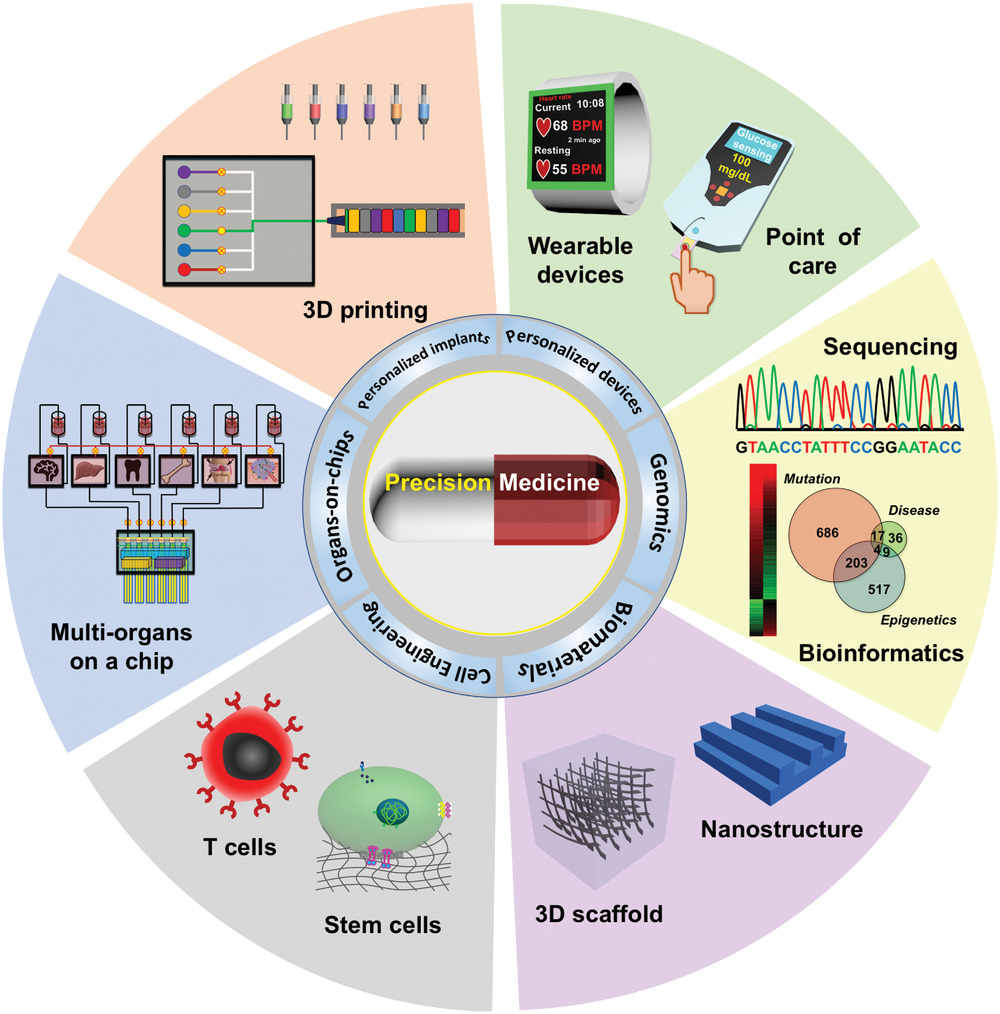 3D printing
Heart rate
Current 10:08
68 BPM
2 min ago
Resting
55 BPM
Wearable
devices
Glucose
sensing
100
mg/dL
Point of
care
Sequencing
GTAACCTATTTCCGGAATACC
Mutation
Disease
686
17 36
4 9
203
517
Epigenetics
Bioinformatics
Nanostructure
3D scaffold
T cells
Stem cells
Multi-organs
on a chip
Personalized implants
Personalized devices
Genomics
Biomaterials
Cell Engineering
Organs-on-chips
Precision Medicine